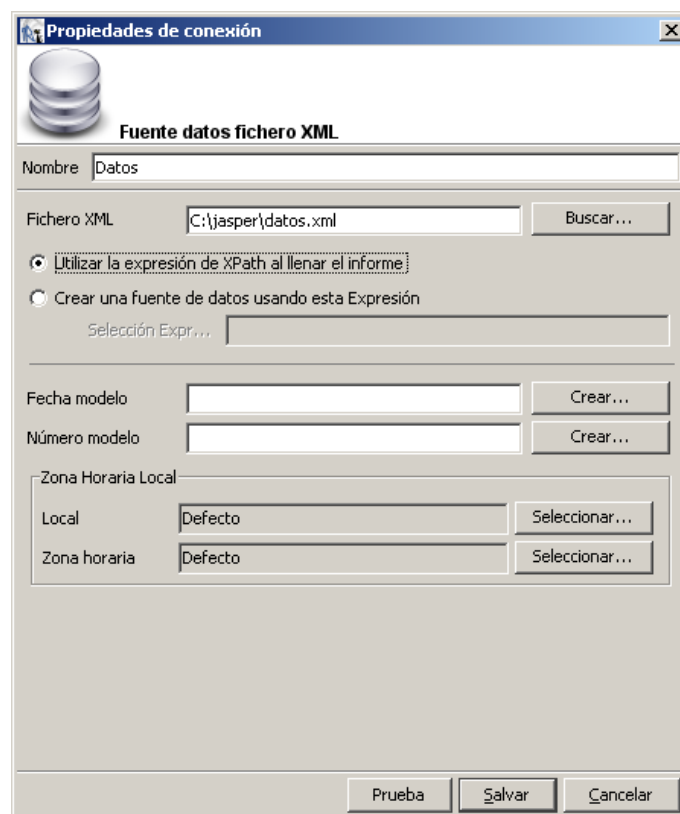 Propiedades de conexión
Fuente datos fichero XML
Nombre Datos
Fichero XML C:\jasper\datos.xml Buscar...
Utilizar la expresión de XPath al llenar el informe
Crear una fuente de datos usando esta Expresión
Selección Expr...
Fecha modelo Crear...
Número modelo Crear...
Zona Horaria Local
Local Defecto Seleccionar...
Zona horaria Defecto Seleccionar...
Prueba Salvar Cancelar